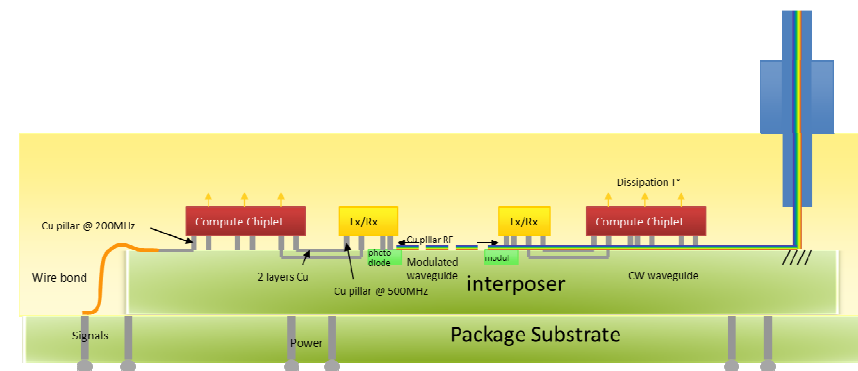 Dissipation T°
Compute Chiplet
Tx/Rx
Tx/Rx
Compute Chiplet
Cu pillar @ 200MHz
Cu pillar RF
photo
diode
Modulated
waveguide
modul
Wire bond
2 layers Cu
interposer
CW waveguide
Cu pillar @ 500MHz
Signals
Power
Package Substrate